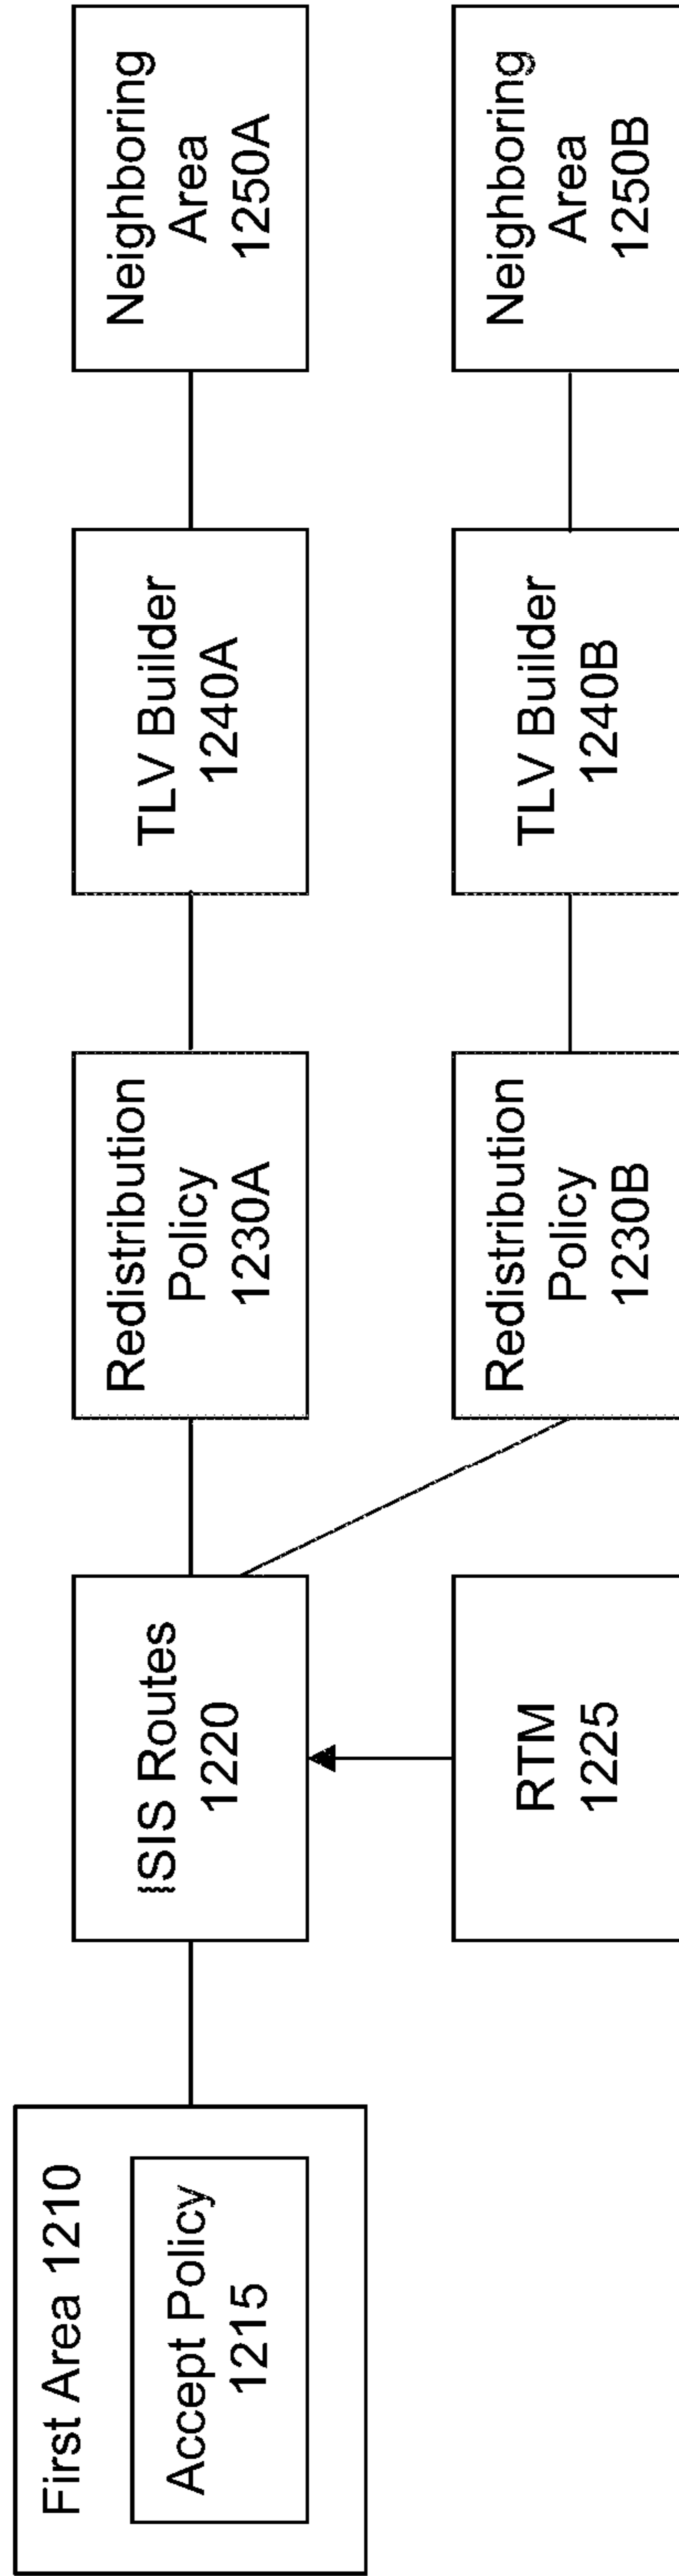 First Area 1210
Accept Policy
1215
ISIS Routes
1220
RTM
1225
Redistribution
Policy
1230A
Redistribution
Policy
1230B
TLV Builder
1240A
TLV Builder
1240B
Neighboring
Area
1250A
Neighboring
Area
1250B